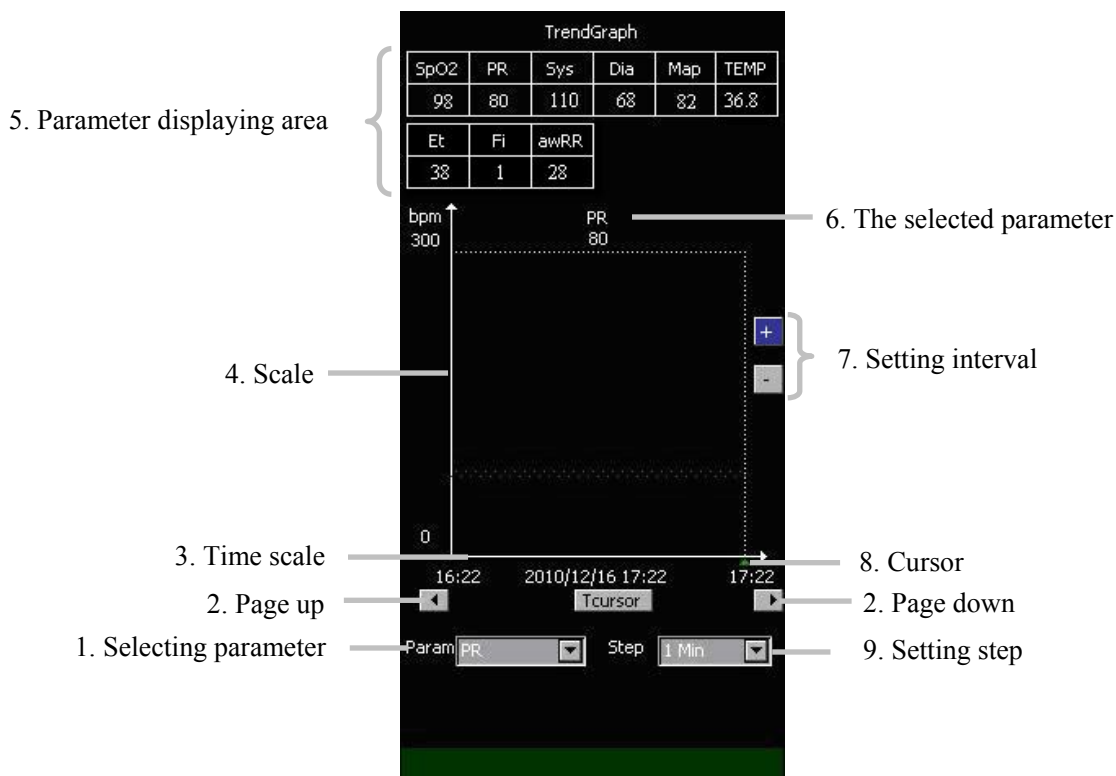 TrendGraph
SpO2 PR Sys Dia Map TEMP
98 80 110 68 82 36.8
5. Parameter displaying area
Et Fi awRR
38 1 28
bpm PR
6. The selected parameter
300 80
+
7. Setting interval
4. Scale
-
0
3. Time scale
8. Cursor
16:22 2010/12/16 17:22 17:22
2. Page up
Tcursor
2. Page down
1. Selecting parameter
Param PR Step 1 Min
9. Setting step